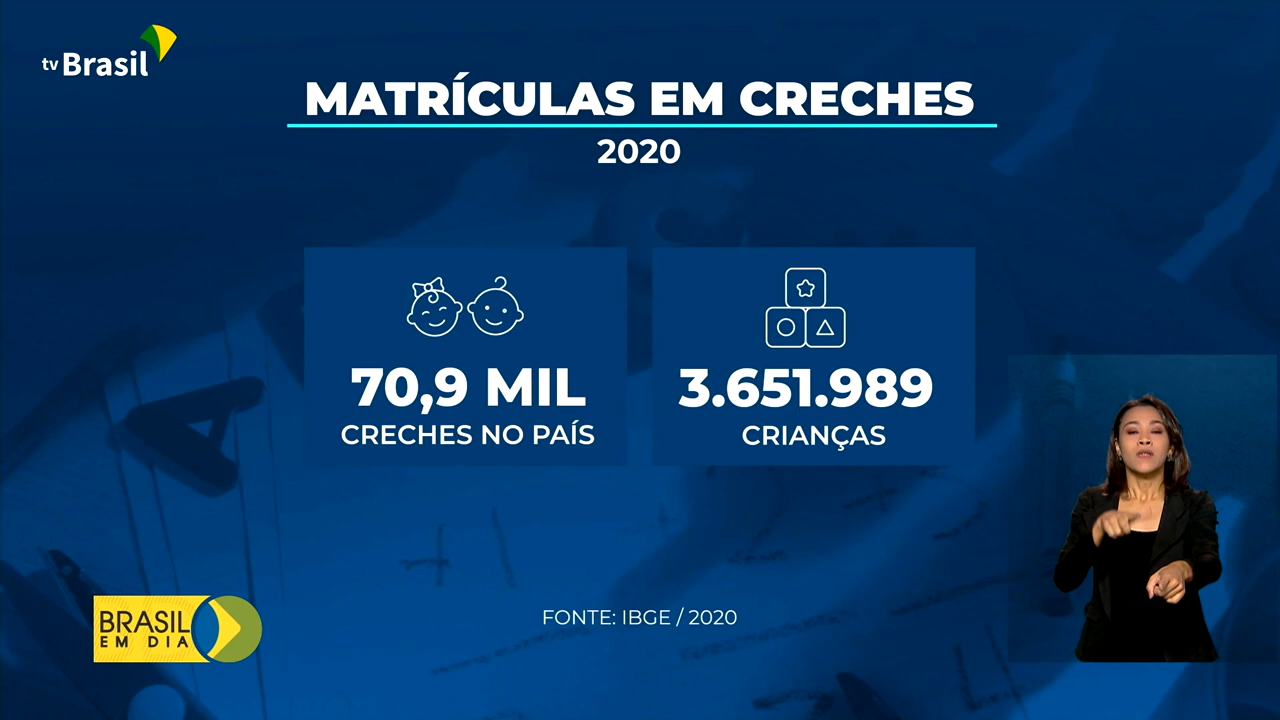 tv Brasil
MATRÍCULAS EM CRECHES
2020
70,9 MIL
CRECHES NO PAÍS
3.651.989
CRIANÇAS
FONTE: IBGE / 2020
BRASIL
EM DIA